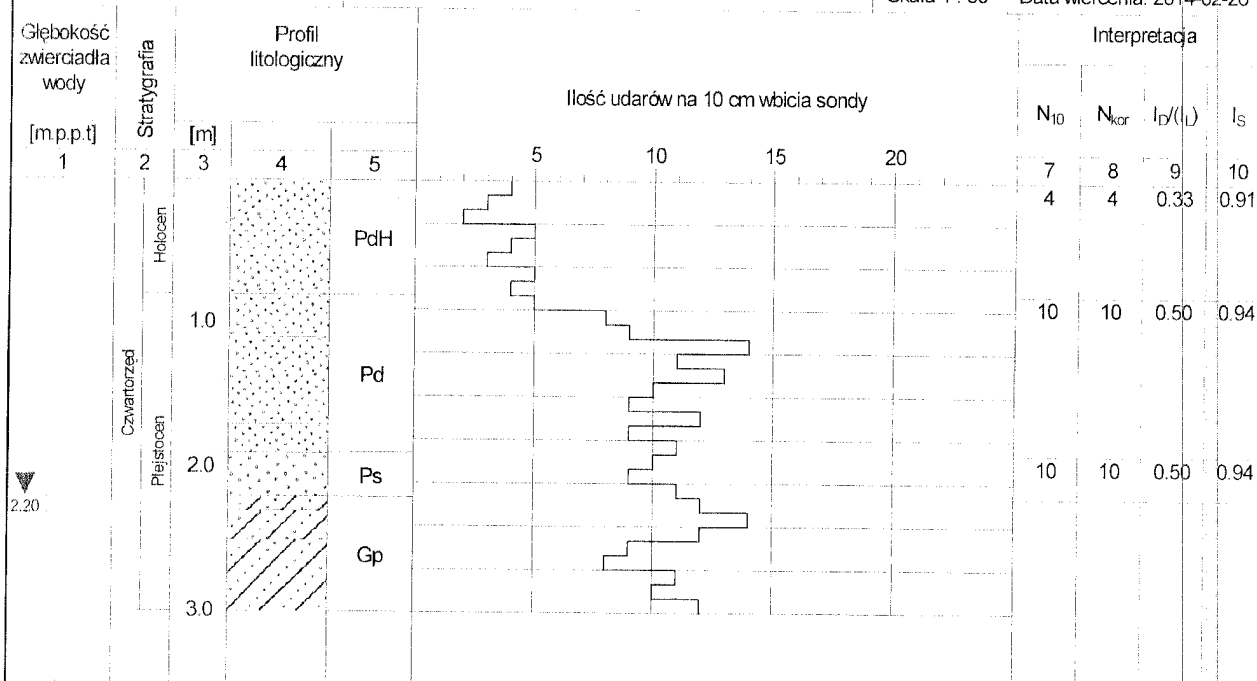 Głębokość
zwierciadła
wody
[m.p.p.t]
1
Stratygrafia
2
Profil
litologiczny
[m]
3
4
5
Ilość udarów na 10 cm wbicia sondy
5 10 15 20
Interpretacja
N10 Nkor ID/(IL) IS
7 8 9 10
4 4 0.33 0.91
Holocen
PdH
1.0
10 10 0.50 0.94
Czwartorzęd
Plejstocen
Pd
2.0
Ps
10 10 0.50 0.94
2.20
Gp
3.0